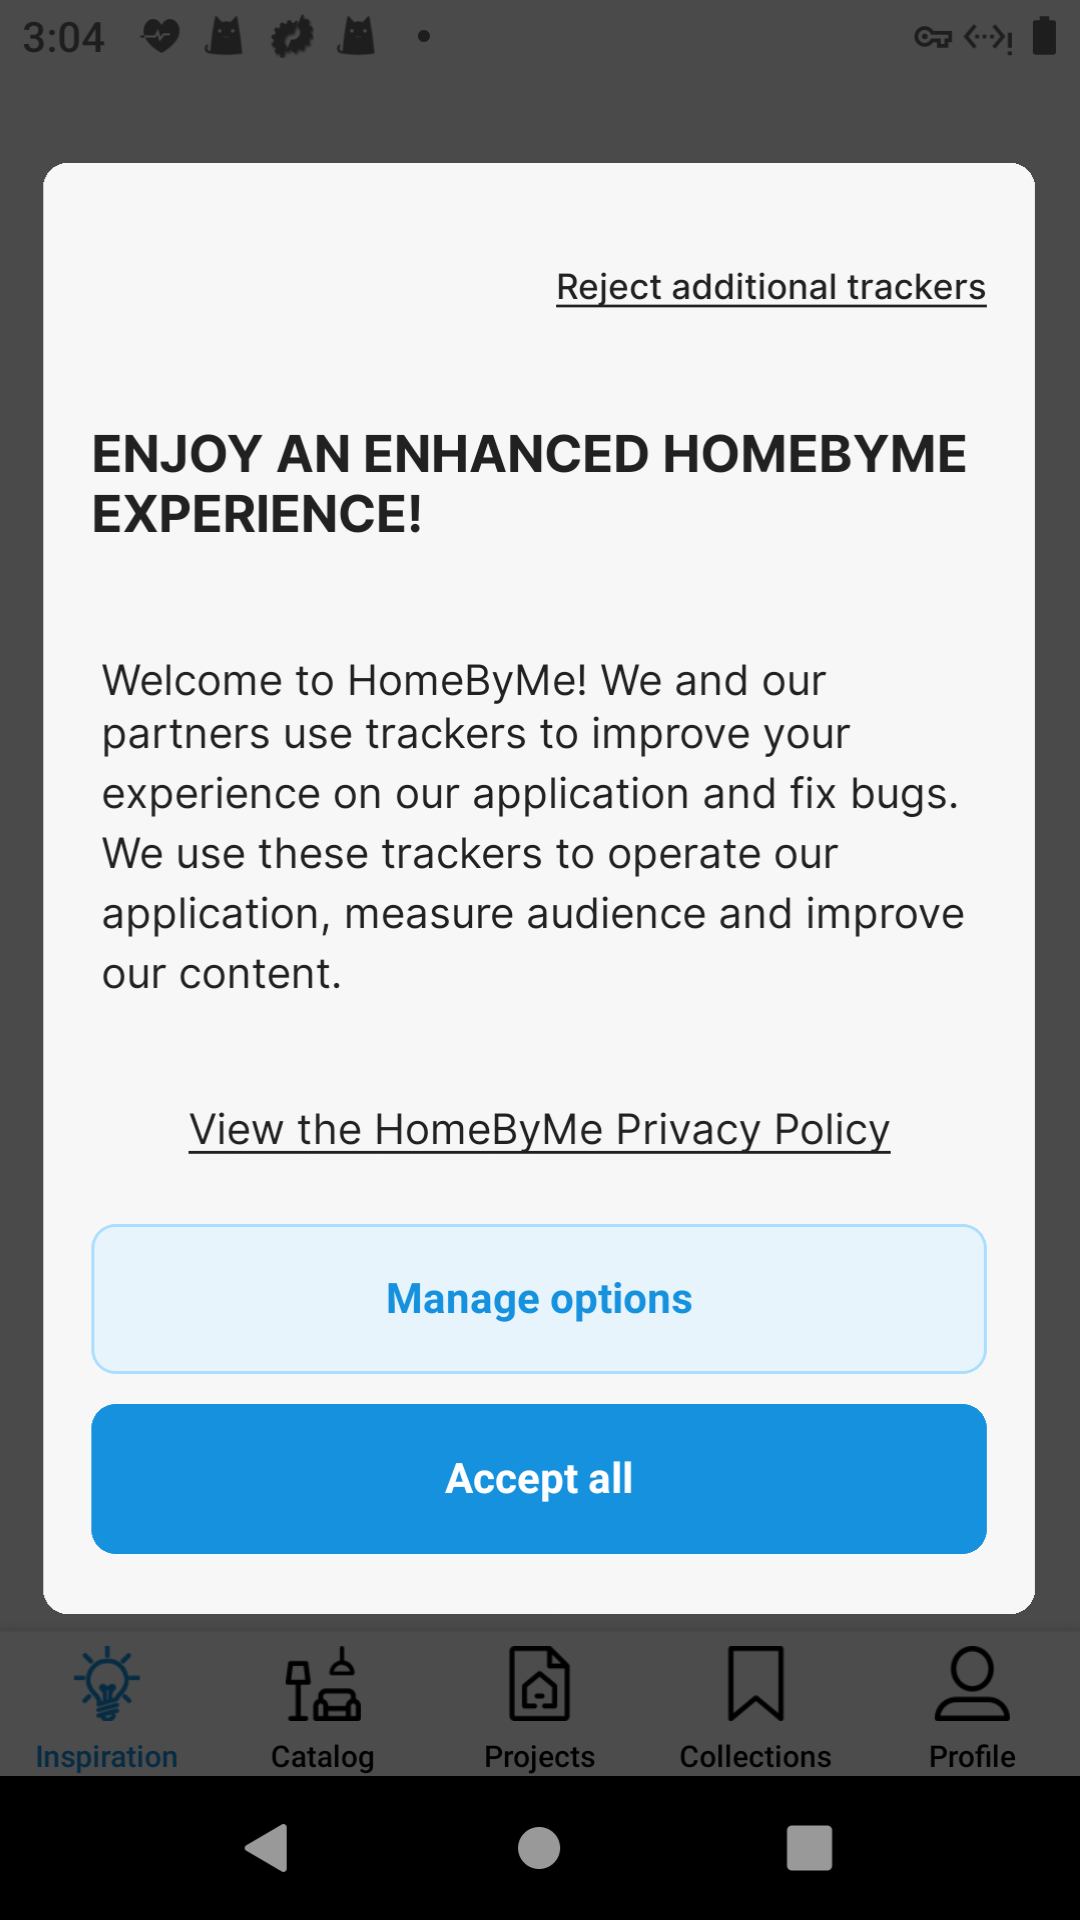 3:04
Reject additional trackers
ENJOY AN ENHANCED HOMEBYME
EXPERIENCE!
Welcome to HomeByMe! We and our
partners use trackers to improve your
experience on our application and fix bugs.
We use these trackers to operate our
application, measure audience and improve
our content.
View the HomeByMe Privacy Policy
Manage options
Accept all
Inspiration Catalog Projects Collections Profile